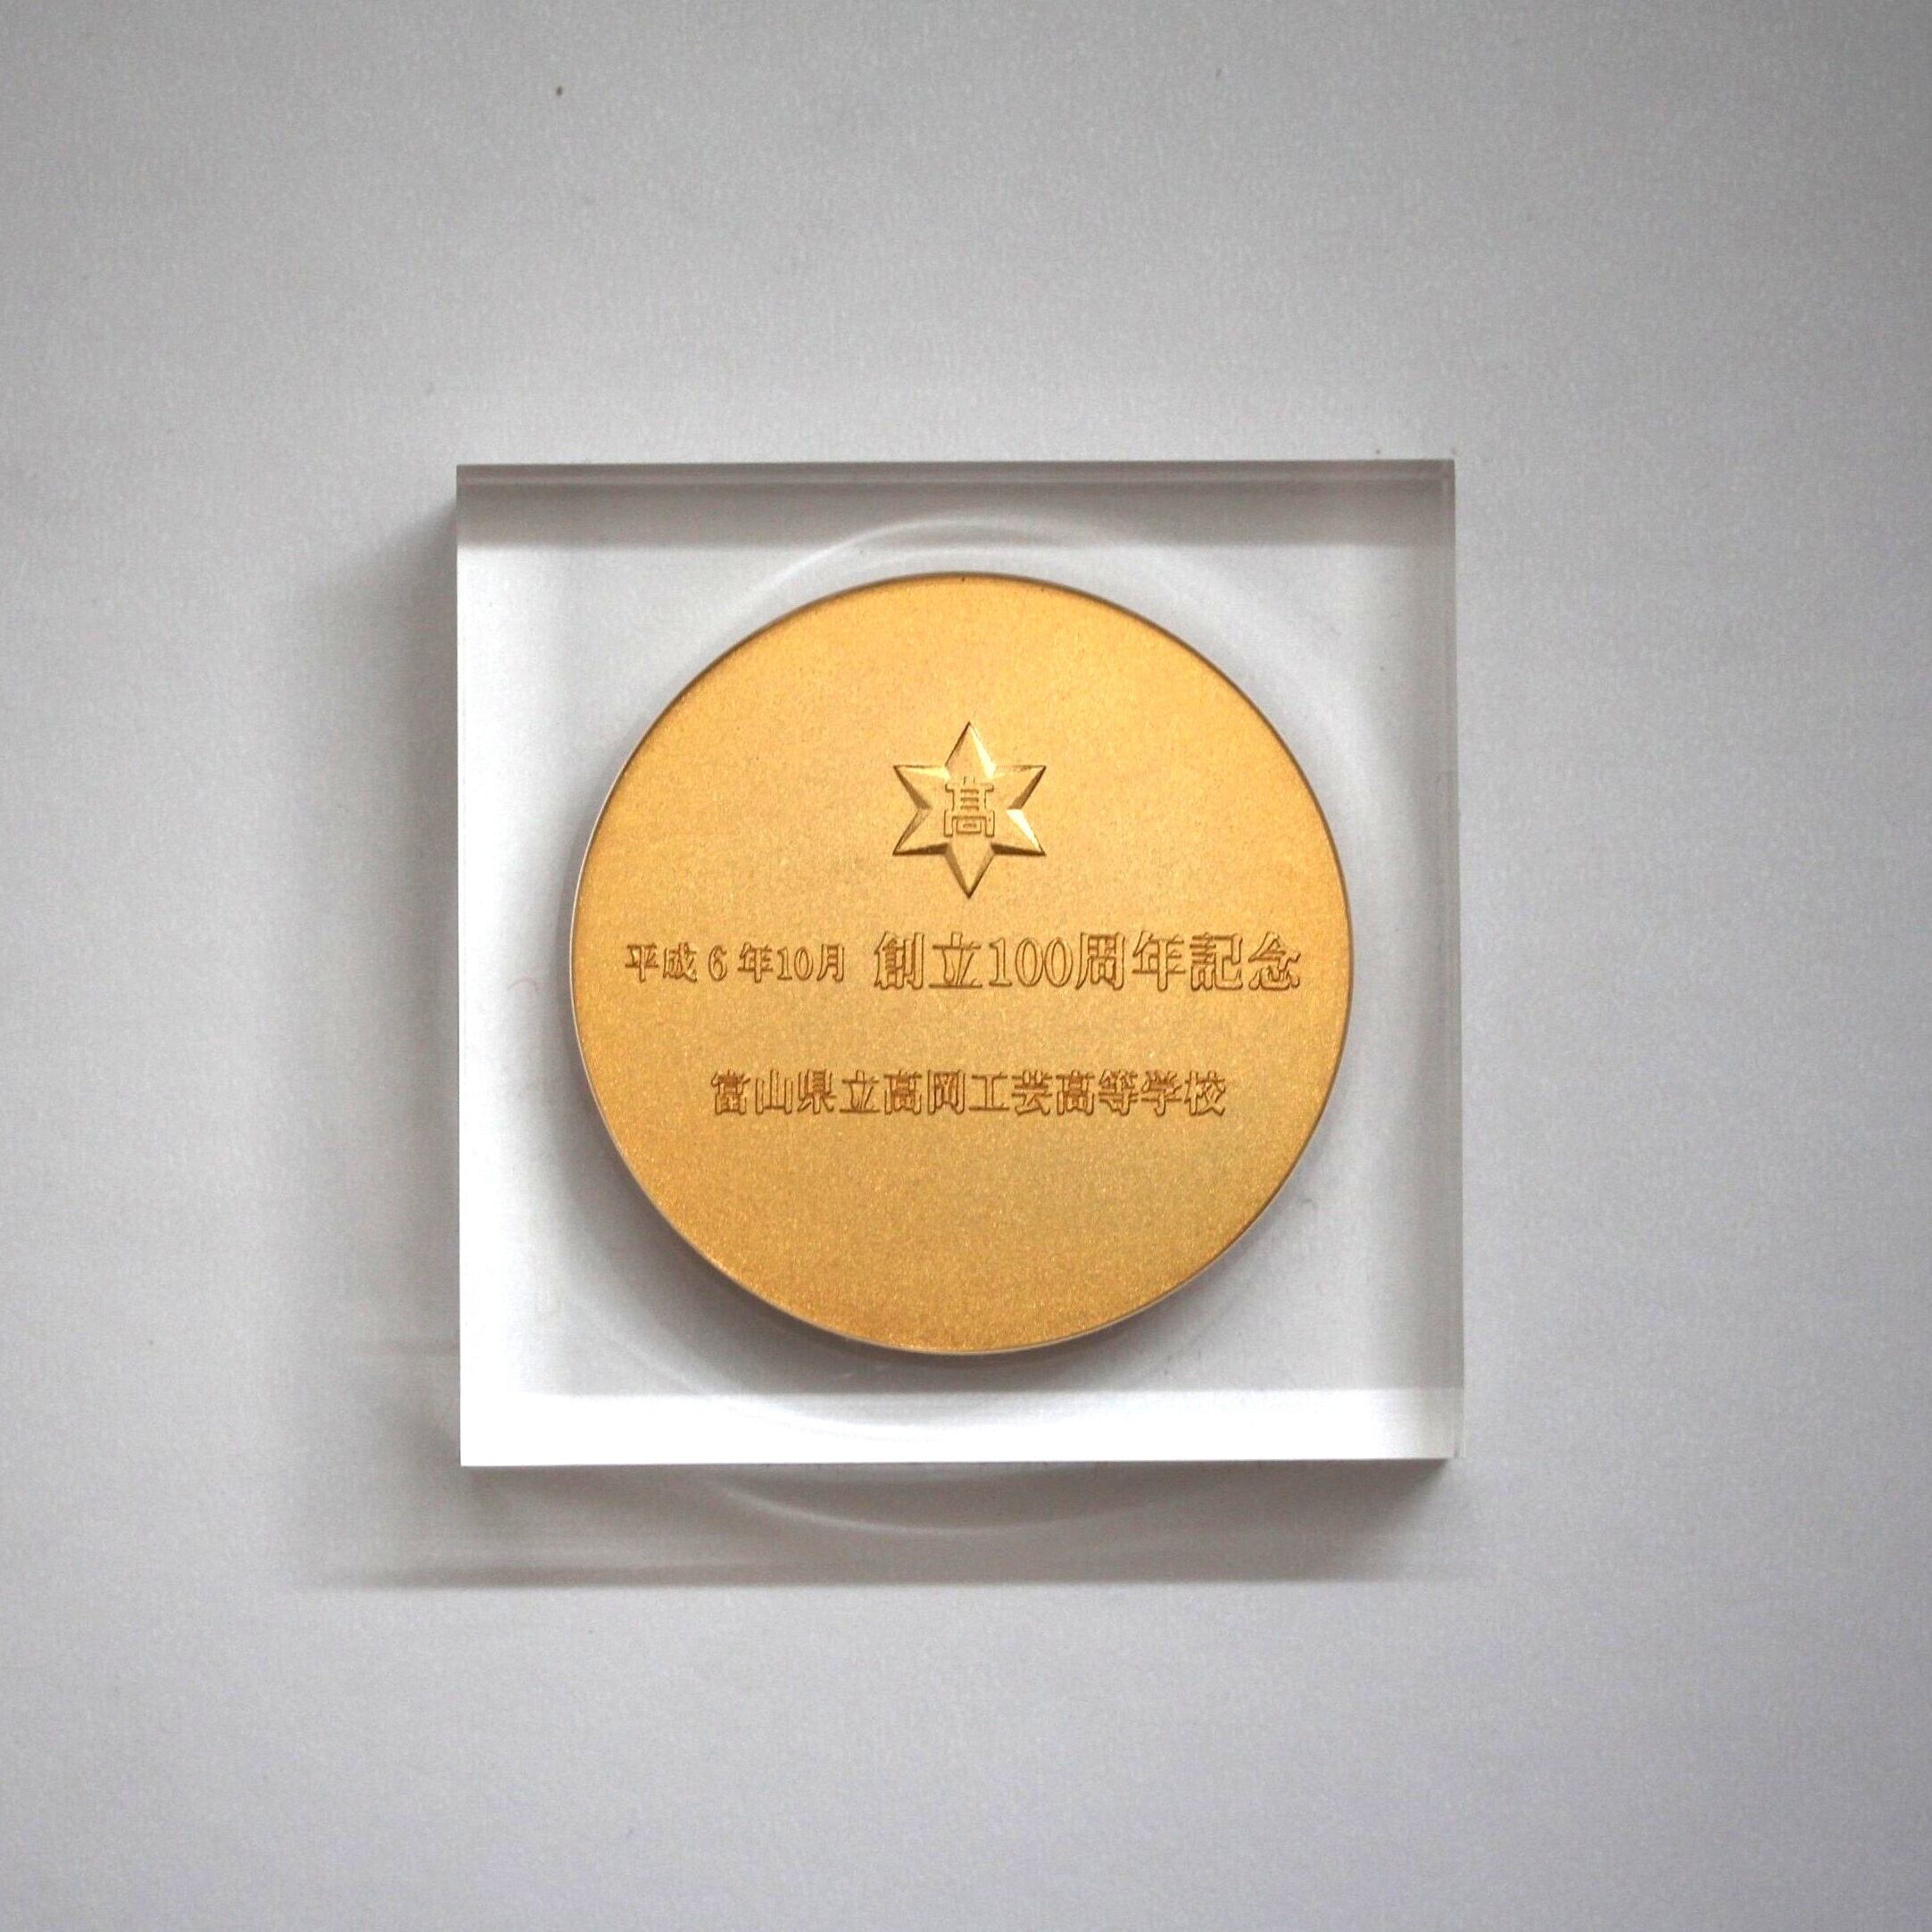 髙
平成6年10月 創立100周年記念
富山県立高岡工芸高等学校